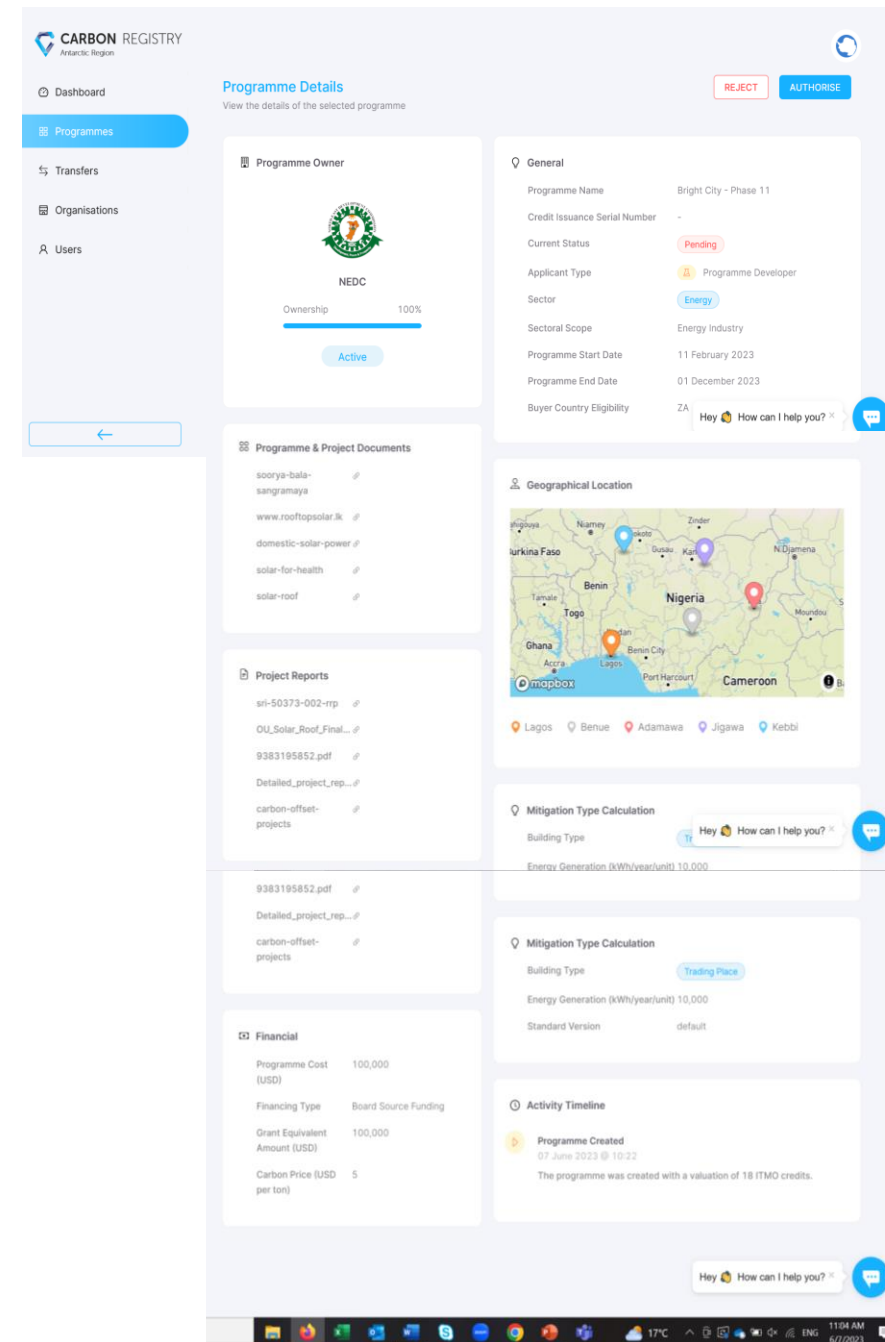 CARBON REGISTRY
Antarctic Region
Dashboard
Programmes
Transfers
Organisations
Users
Programme Details
View the details of the selected programme
REJECT
AUTHORISE
Programme Owner
NEDC
Ownership 100%
Active
General
Programme Name Bright City - Phase 11
Credit Issuance Serial Number -
Current Status Pending
Applicant Type Programme Developer
Sector Energy
Sectoral Scope Energy Industry
Programme Start Date 11 February 2023
Programme End Date 01 December 2023
Buyer Country Eligibility ZA
Hey How can I help you? ×
Programme & Project Documents
soorya-bala-
sangramaya
www.rooftopsolar.lk
domestic-solar-power
solar-for-health
solar-roof
Geographical Location
Niamey
Zinder
okoto
urkina Faso
Gusau
Kan
N'Djamena
Benin
Tamale
Nigeria
Togo
Moundou
dan
Ghana
Benin City
Accra
Lagos
Port Harcourt
Cameroon
mapbox
Lagos Benue Adamawa Jigawa Kebbi
Project Reports
sri-50373-002-rrp
OU_Solar_Roof_Final...
9383195852.pdf
Detailed_project_rep...
carbon-offset-
projects
Mitigation Type Calculation
Building Type Tr
Hey How can I help you? ×
Energy Generation (kWh/year/unit) 10,000
9383195852.pdf
Detailed_project_rep...
carbon-offset-
projects
Mitigation Type Calculation
Building Type Trading Place
Energy Generation (kWh/year/unit) 10,000
Standard Version default
Financial
Programme Cost 100,000
(USD)
Financing Type Board Source Funding
Grant Equivalent 100,000
Amount (USD)
Carbon Price (USD 5
per ton)
Activity Timeline
Programme Created
07 June 2023 @ 10:22
The programme was created with a valuation of 18 ITMO credits.
Hey How can I help you? ×
17°C ENG 11:04 AM
6/7/2023